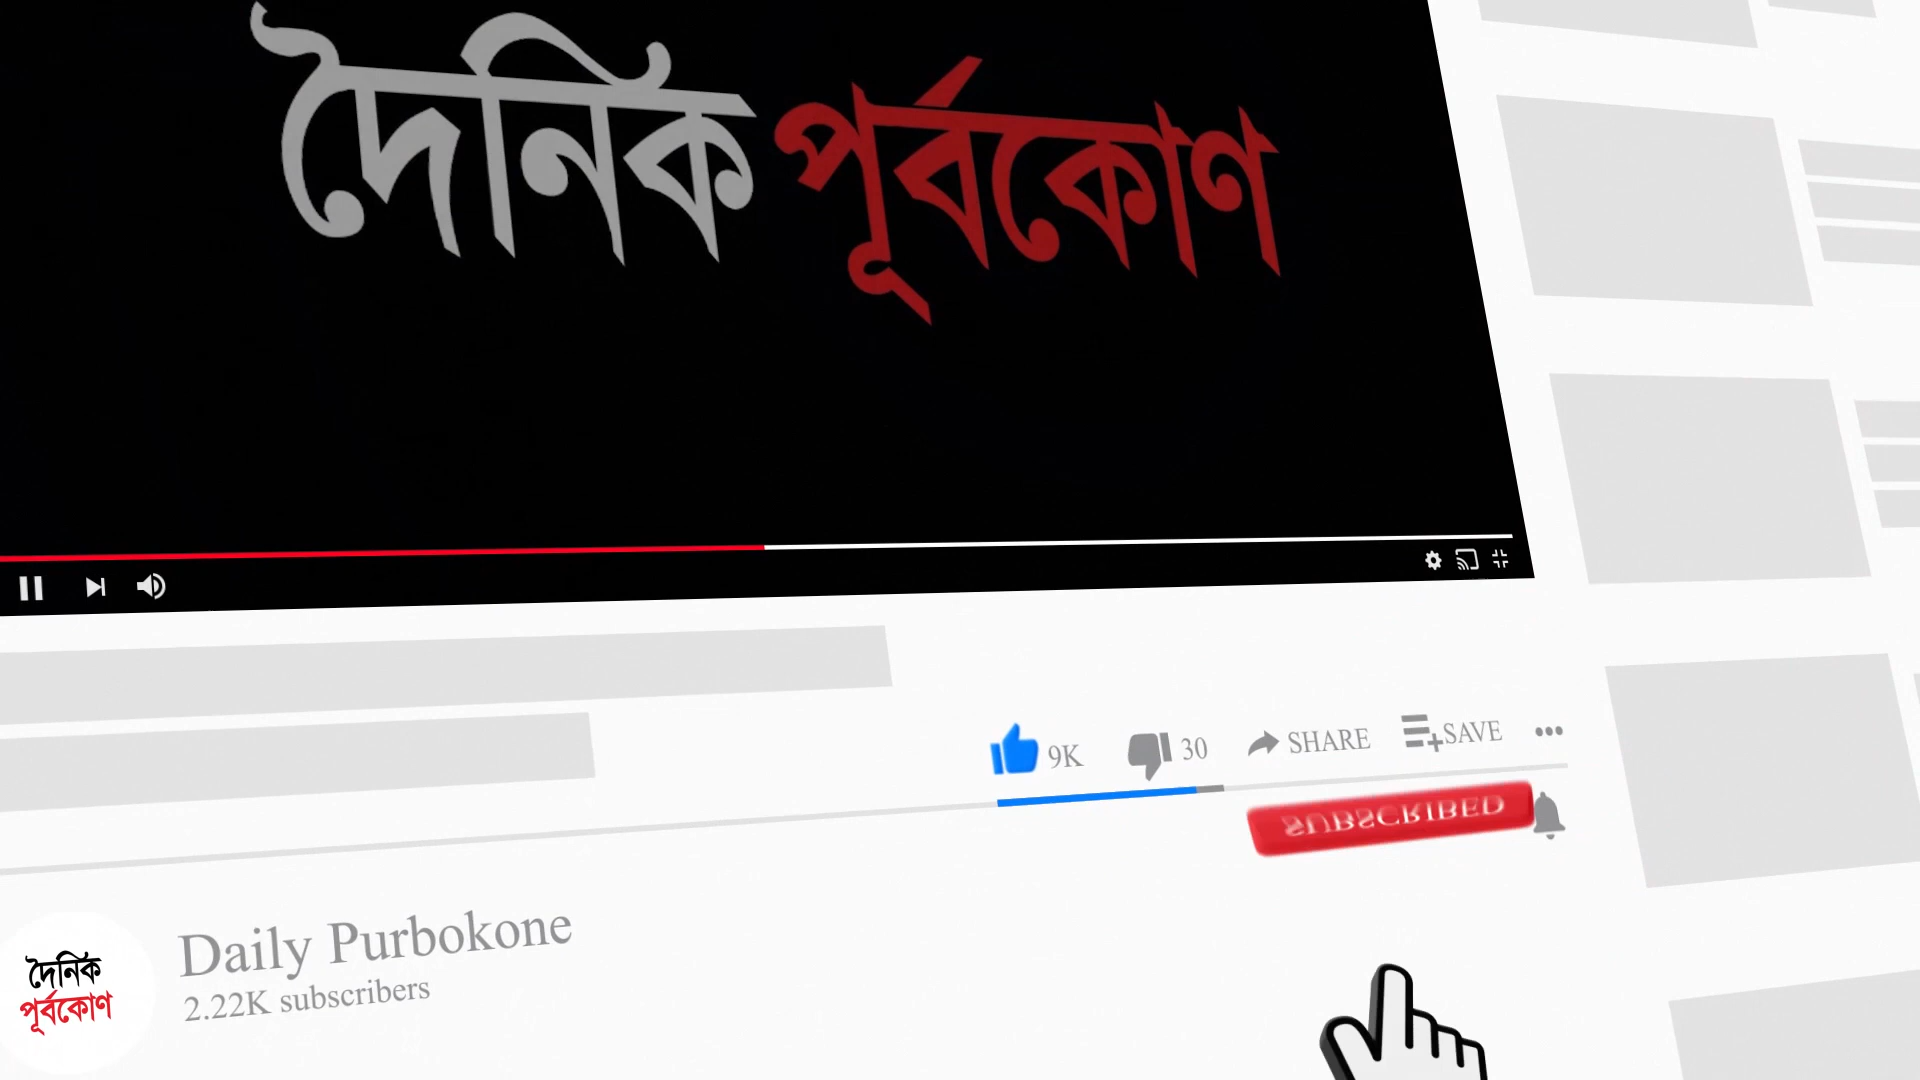 দৈনিক পূর্বকোণ
9K 30 SHARE SAVE
SUBSCRIBED
Daily Purbokone
2.22K subscribers
দৈনিক
পূর্বকোণ